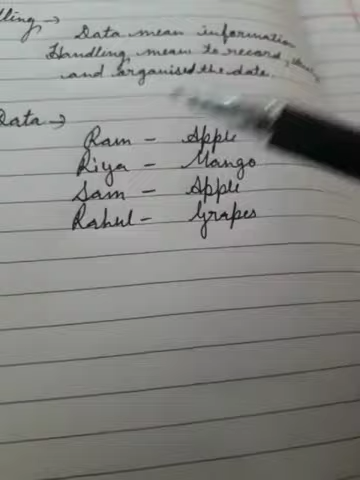 Data mean information
Handling mean to record,
and organised the data.
Data →
Ram - Apple
Riya - Mango
Sam - Apple
Rahul - Grapes